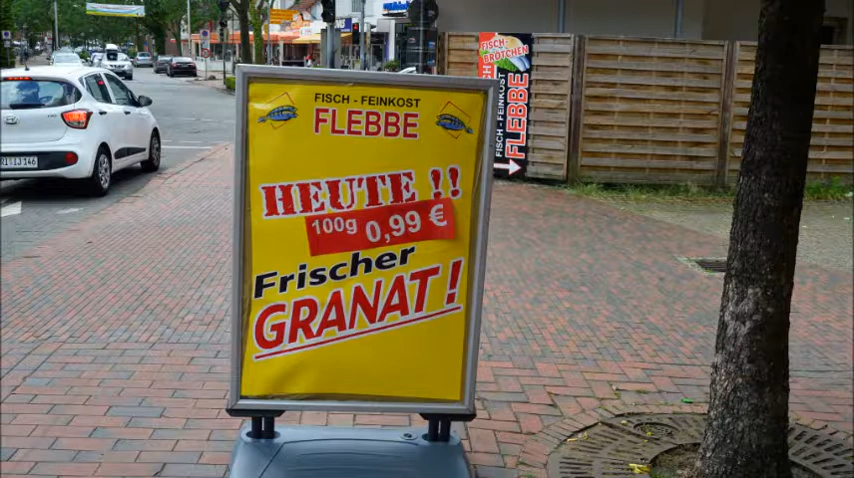 FISCH - FEINKOST
FLEBBE
HEUTE !!
100g 0,99 €
Frischer
GRANAT!
FISCH-
BRÖTCHEN
FISCH - FEINKOST
FLEBBE